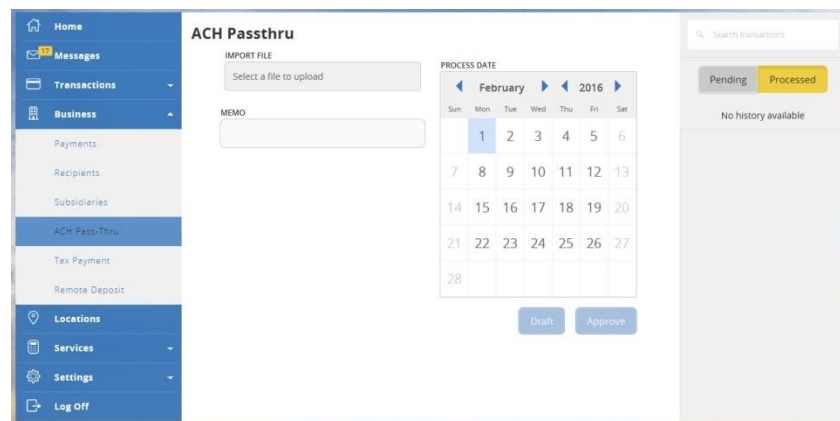 Home
17
Messages
Transactions
Business
Payments
Recipients
Subsidiaries
ACH Pass-Thru
Tax Payment
Remote Deposit
Locations
Services
Settings
Log Off
ACH Passthru
IMPORT FILE
Select a file to upload
MEMO
PROCESS DATE
February 2016
Sun Mon Tue Wed Thu Fri Sat
1 2 3 4 5 6
7 8 9 10 11 12 13
14 15 16 17 18 19 20
21 22 23 24 25 26 27
28
Draft Approve
Search transactions
Pending Processed
No history available